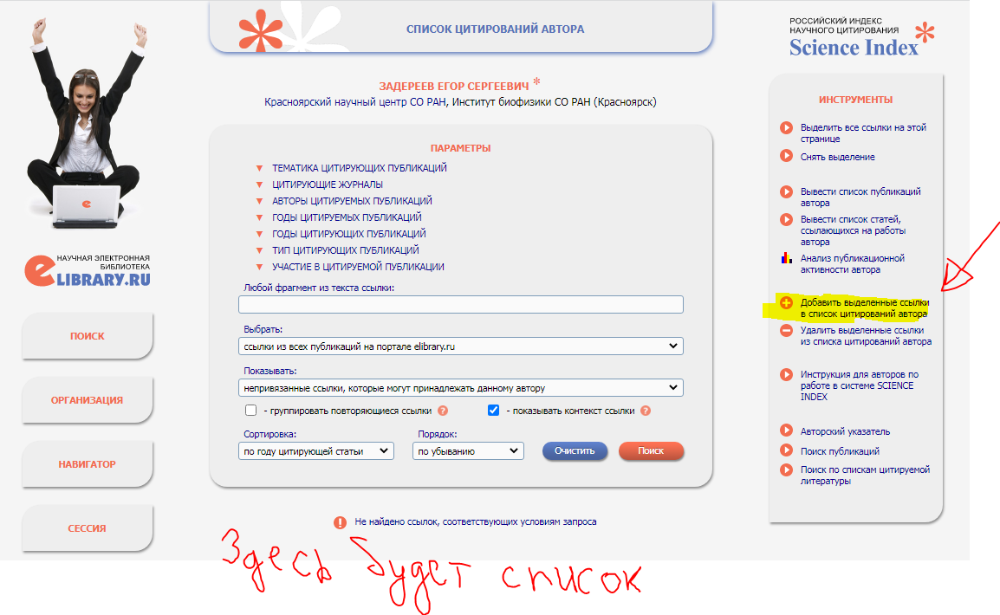 СПИСОК ЦИТИРОВАНИЙ АВТОРА
РОССИЙСКИЙ ИНДЕКС
НАУЧНОГО ЦИТИРОВАНИЯ
Science Index
ЗАДЕРЕЕВ ЕГОР СЕРГЕЕВИЧ *
Красноярский научный центр СО РАН, Институт биофизики СО РАН (Красноярск)
НАУЧНАЯ ЭЛЕКТРОННАЯ
БИБЛИОТЕКА
eLIBRARY.RU
ПОИСК
ОРГАНИЗАЦИЯ
НАВИГАТОР
СЕССИЯ
ПАРАМЕТРЫ
ТЕМАТИКА ЦИТИРУЮЩИХ ПУБЛИКАЦИЙ
ЦИТИРУЮЩИЕ ЖУРНАЛЫ
АВТОРЫ ЦИТИРУЕМЫХ ПУБЛИКАЦИЙ
ГОДЫ ЦИТИРУЕМЫХ ПУБЛИКАЦИЙ
ГОДЫ ЦИТИРУЮЩИХ ПУБЛИКАЦИЙ
ТИП ЦИТИРУЮЩИХ ПУБЛИКАЦИЙ
УЧАСТИЕ В ЦИТИРУЕМОЙ ПУБЛИКАЦИИ
Любой фрагмент из текста ссылки:
Выбрать:
ссылки из всех публикаций на портале elibrary.ru
Показывать:
непривязанные ссылки, которые могут принадлежать данному автору
- группировать повторяющиеся ссылки ?
- показывать контекст ссылки ?
Сортировка:
Порядок:
по году цитирующей статьи
по убыванию
Очистить
Поиск
! Не найдено ссылок, соответствующих условиям запроса
Здесь будет список
ИНСТРУМЕНТЫ
Выделить все ссылки на этой
странице
Снять выделение
Вывести список публикаций
автора
Вывести список статей,
ссылающихся на работы
автора
Анализ публикационной
активности автора
Добавить выделенные ссылки
в список цитирований автора
Удалить выделенные ссылки
из списка цитирований автора
Инструкция для авторов по
работе в системе SCIENCE
INDEX
Авторский указатель
Поиск публикаций
Поиск по спискам цитируемой
литературы